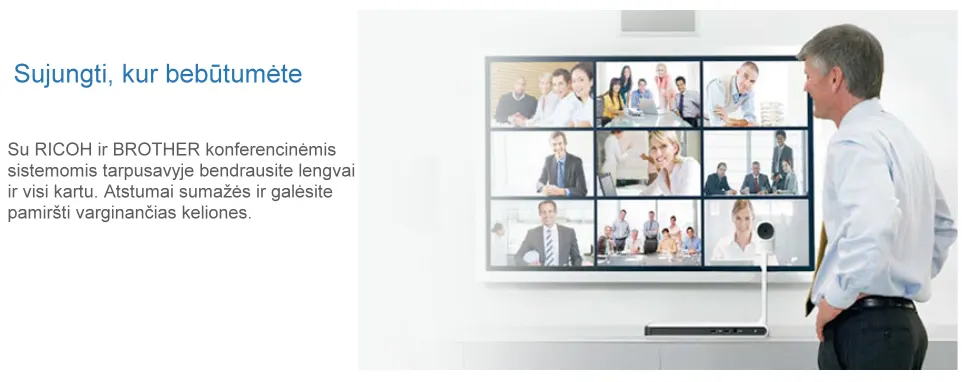 Sujungti, kur bebūtumėte
Su RICOH ir BROTHER konferencinėmis
sistemomis tarpusavyje bendrausite lengvai
ir visi kartu. Atstumai sumažės ir galėsite
pamiršti varginančias keliones.